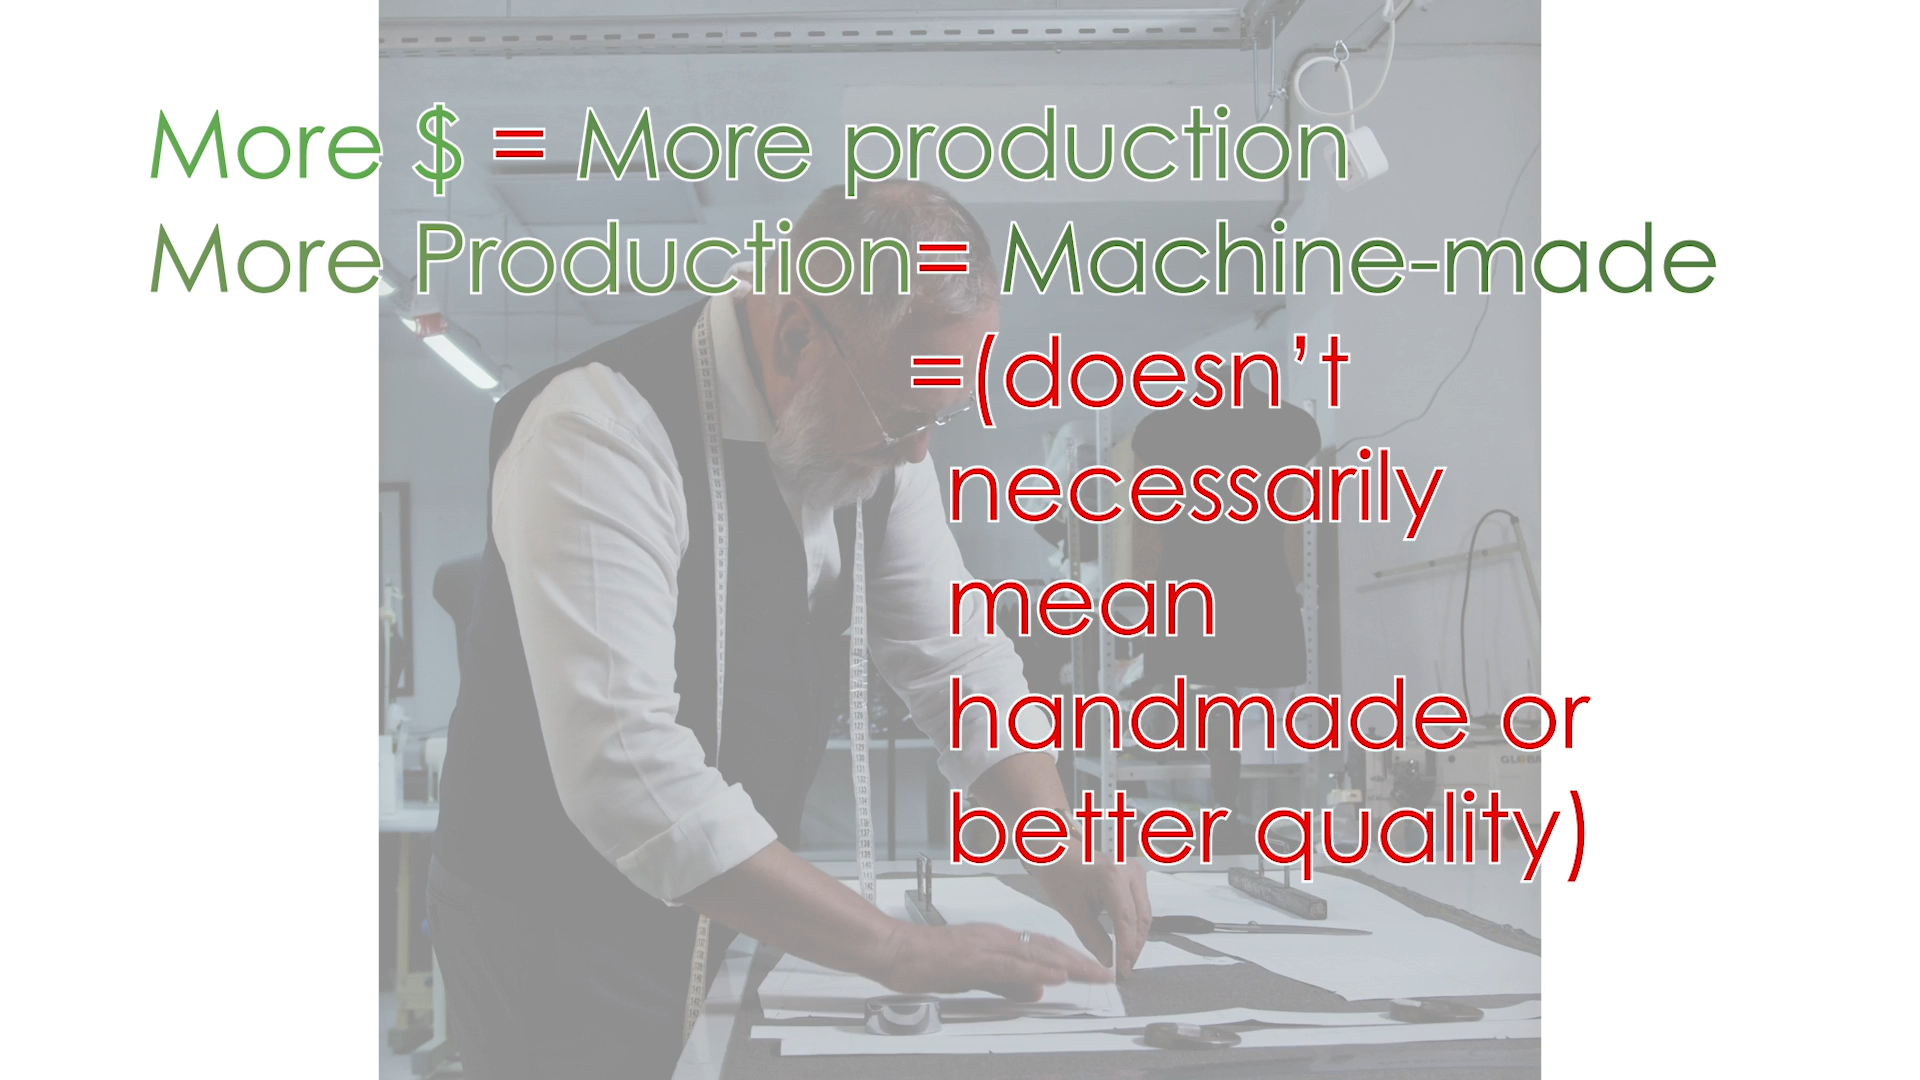 More $ = More production
More Production= Machine-made
=(doesn’t
necessarily
mean
handmade or
better quality)